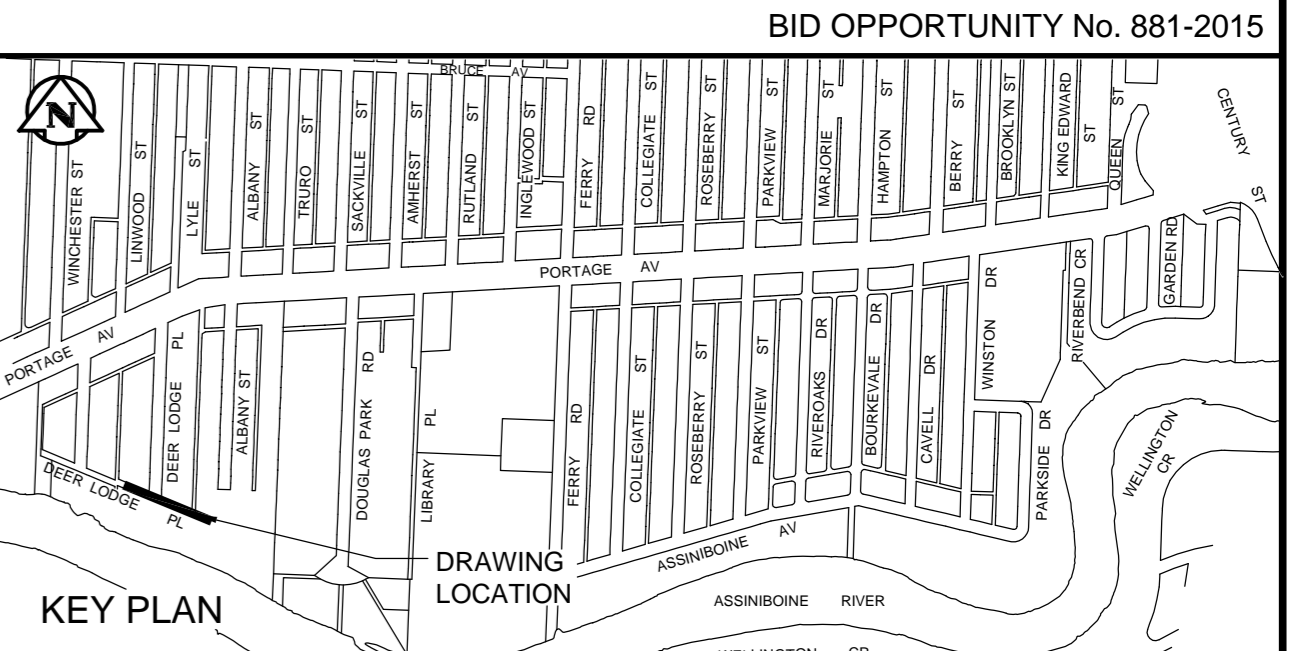 BID OPPORTUNITY No. 881-2015
N
BRUCE AV
CENTURY ST
WINCHESTER ST
LINWOOD ST
LYLE ST
ALBANY ST
TRURO ST
SACKVILLE ST
AMHERST ST
RUTLAND ST
INGLEWOOD ST
FERRY RD
COLLEGIATE ST
ROSEBERRY ST
PARKVIEW ST
MARJORIE ST
HAMPTON ST
BERRY ST
BROOKLYN ST
KING EDWARD ST
QUEEN ST
PORTAGE AV
PORTAGE AV
DEER LODGE PL
ALBANY ST
DOUGLAS PARK RD
LIBRARY PL
FERRY RD
COLLEGIATE ST
ROSEBERRY ST
PARKVIEW ST
RIVEROAKS DR
BOURKEVALE DR
CAVELL DR
WINSTON DR
PARKSIDE DR
RIVERBEND CR
GARDEN RD
WELLINGTON CR
DEER LODGE PL
ASSINIBOINE AV
DRAWING
LOCATION
KEY PLAN
ASSINIBOINE RIVER
WELLINGTON CR